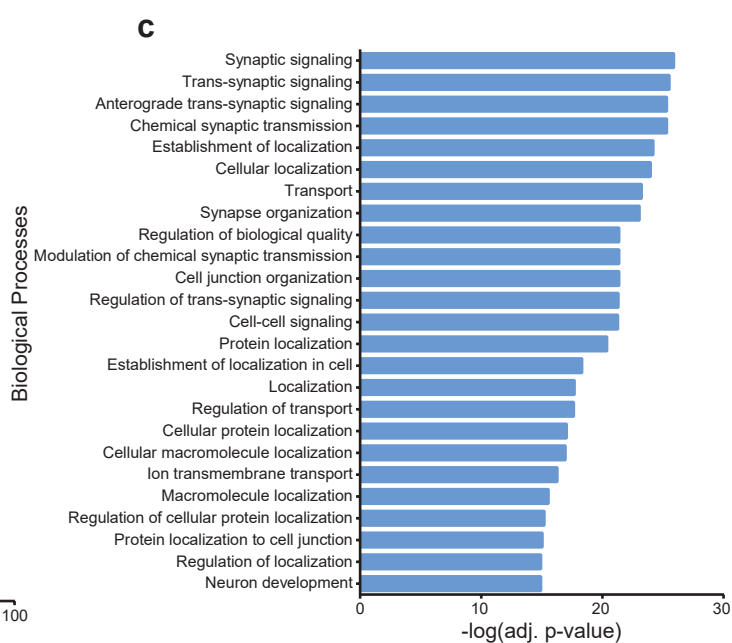 c
Synaptic signaling
Trans-synaptic signaling
Anterograde trans-synaptic signaling
Chemical synaptic transmission
Establishment of localization
Cellular localization
Transport
Synapse organization
Regulation of biological quality
Modulation of chemical synaptic transmission
Cell junction organization
Regulation of trans-synaptic signaling
Cell-cell signaling
Protein localization
Establishment of localization in cell
Localization
Regulation of transport
Cellular protein localization
Cellular macromolecule localization
Ion transmembrane transport
Macromolecule localization
Regulation of cellular protein localization
Protein localization to cell junction
Regulation of localization
Neuron development
Biological Processes
0 10 20 30
-log(adj. p-value)
100